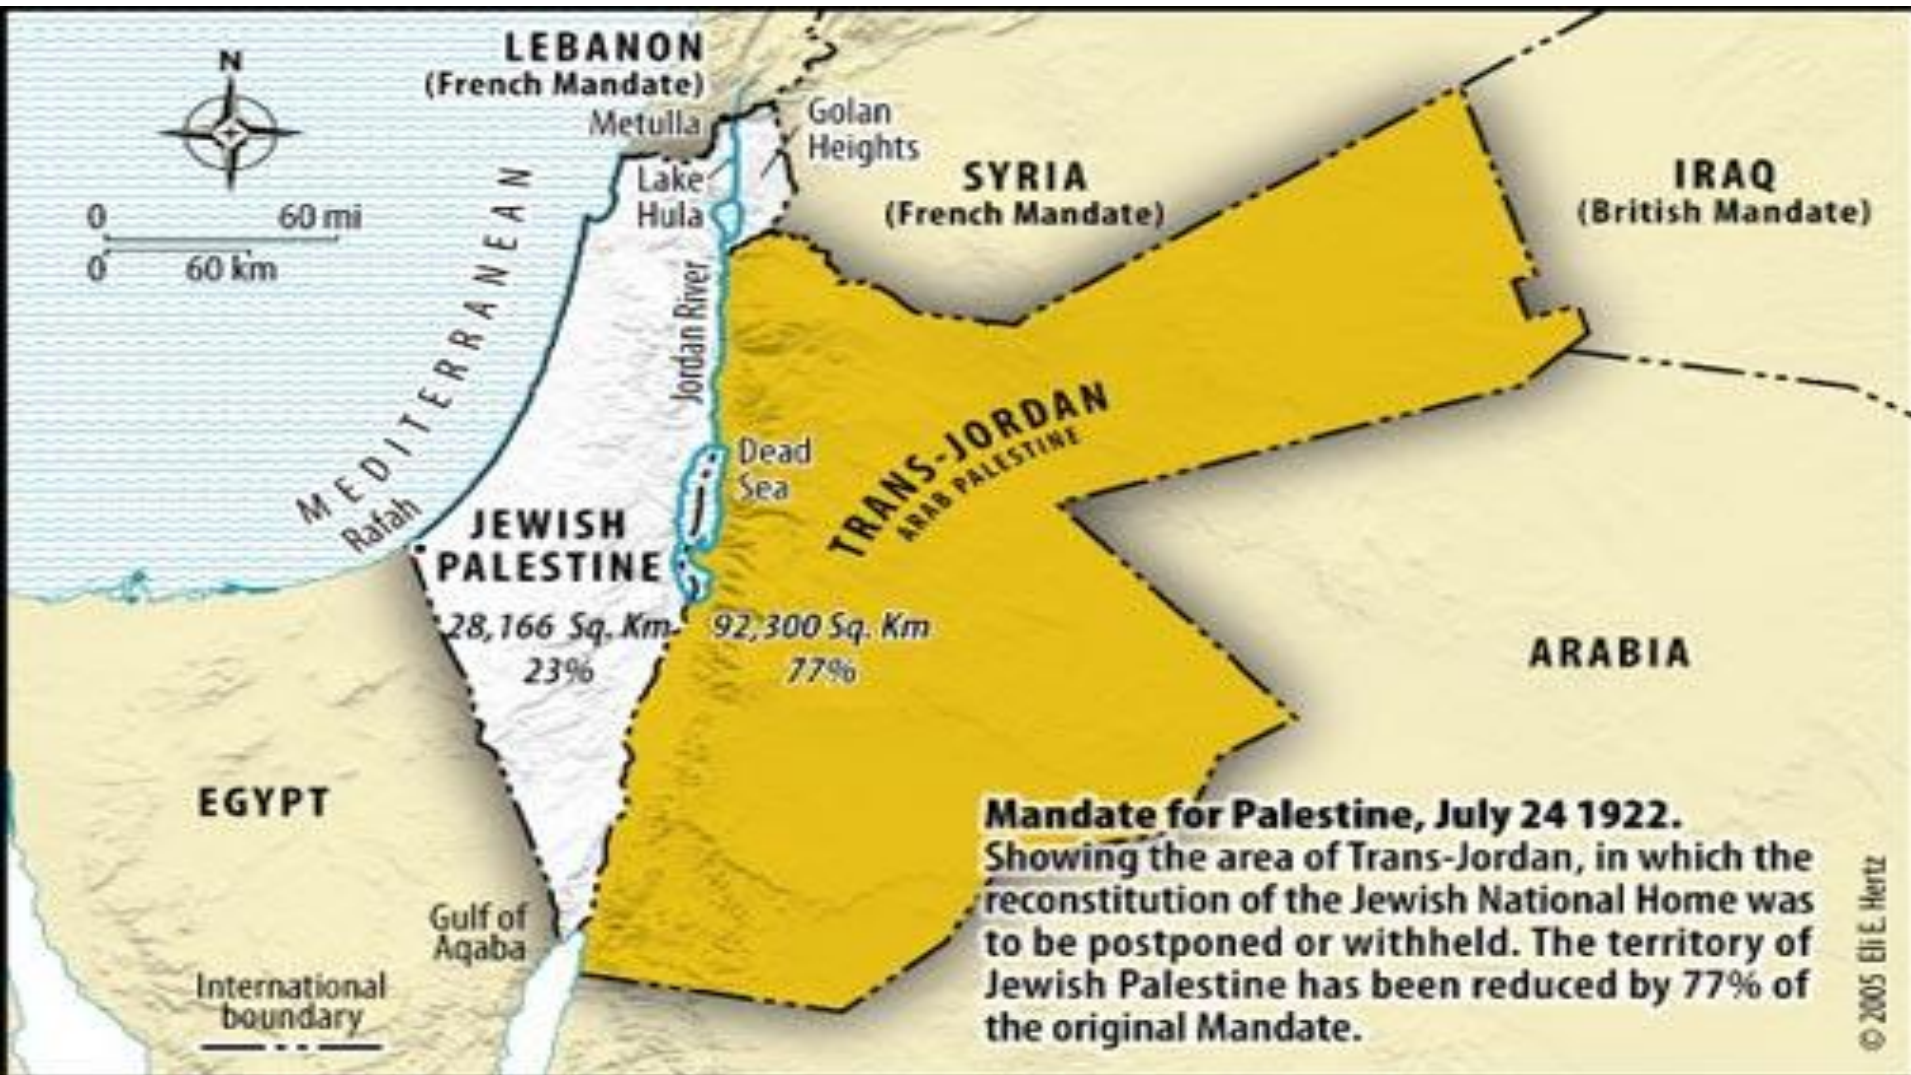 LEBANON
(French Mandate)
N
Metulla
Golan
Heights
Lake
Hula
SYRIA
(French Mandate)
IRAQ
(British Mandate)
0 60 mi
0 60 km
MEDITERRANEAN
Jordan River
Dead
Sea
TRANS-JORDAN
ARAB PALESTINE
Rafah
JEWISH
PALESTINE
28,166 Sq. Km
23%
92,300 Sq. Km
77%
ARABIA
EGYPT
Gulf of
Aqaba
International
boundary
Mandate for Palestine, July 24 1922.
Showing the area of Trans-Jordan, in which the
reconstitution of the Jewish National Home was
to be postponed or withheld. The territory of
Jewish Palestine has been reduced by 77% of
the original Mandate.
© 2005 Eli E. Hertz